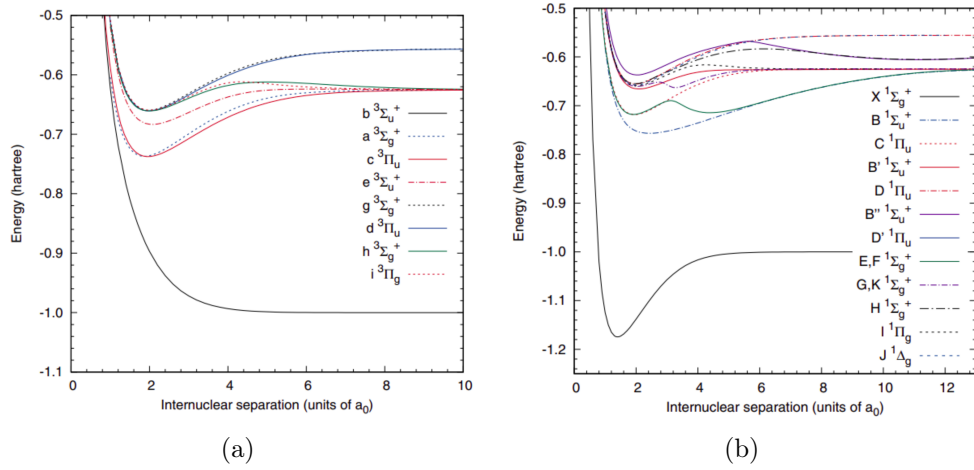 -0.5
-0.6
-0.7
-0.8
-0.9
-1.0
-1.1
Energy (hartree)
b ³Σᵤ⁺
a ³Σg⁺
c ³Πᵤ
e ³Σᵤ⁺
g ³Σg⁺
d ³Πᵤ
h ³Σg⁺
i ³Πg
0 2 4 6 8 10
Internuclear separation (units of a₀)
(a)
-0.5
-0.6
-0.7
-0.8
-0.9
-1.0
-1.1
-1.2
Energy (hartree)
X ¹Σg⁺
B ¹Σᵤ⁺
C ¹Πᵤ
B' ¹Σᵤ⁺
D ¹Πᵤ
B'' ¹Σᵤ⁺
D' ¹Πᵤ
E,F ¹Σg⁺
G,K ¹Σg⁺
H ¹Σg⁺
I ¹Πg
J ¹Δg
0 2 4 6 8 10 12
Internuclear separation (units of a₀)
(b)